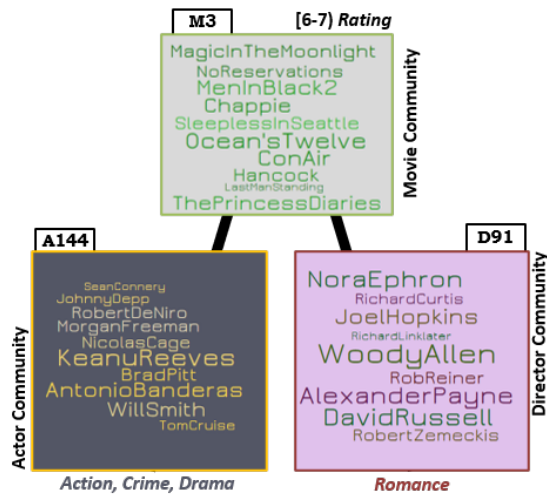 M3
[6-7) Rating
MagicInTheMoonlight
NoReservations
MenInBlack2
Chappie
SleeplessInSeattle
Ocean'sTwelve
ConAir
Hancock
LastManStanding
ThePrincessDiaries
Movie Community
A144
SeanConnery
JohnnyDepp
RobertDeNiro
MorganFreeman
NicolasCage
KeanuReeves
BradPitt
AntonioBanderas
WillSmith
TomCruise
Actor Community
Action, Crime, Drama
D91
NoraEphron
RichardCurtis
JoelHopkins
RichardLinklater
WoodyAllen
RobReiner
AlexanderPayne
DavidRussell
RobertZemeckis
Director Community
Romance